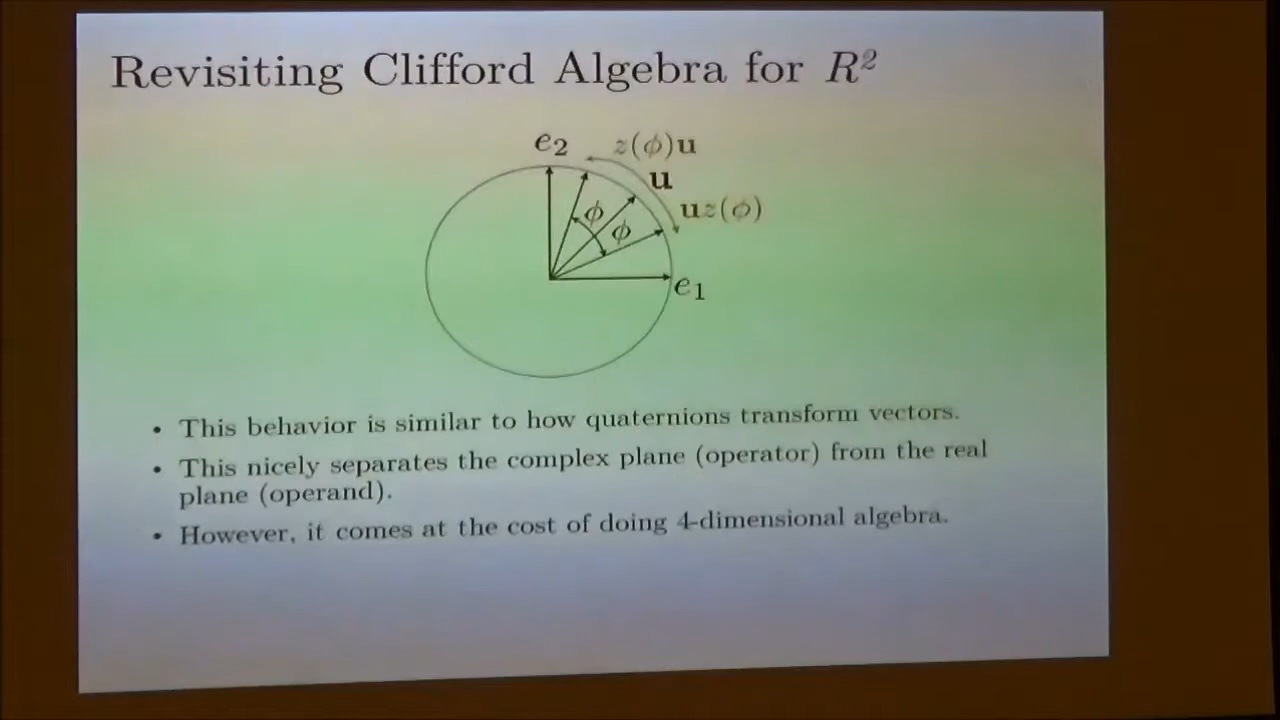 Revisiting Clifford Algebra for R²
e₂
z(ϕ)u
u
uz(ϕ)
ϕ
ϕ
e₁
• This behavior is similar to how quaternions transform vectors.
• This nicely separates the complex plane (operator) from the real
plane (operand).
• However, it comes at the cost of doing 4-dimensional algebra.